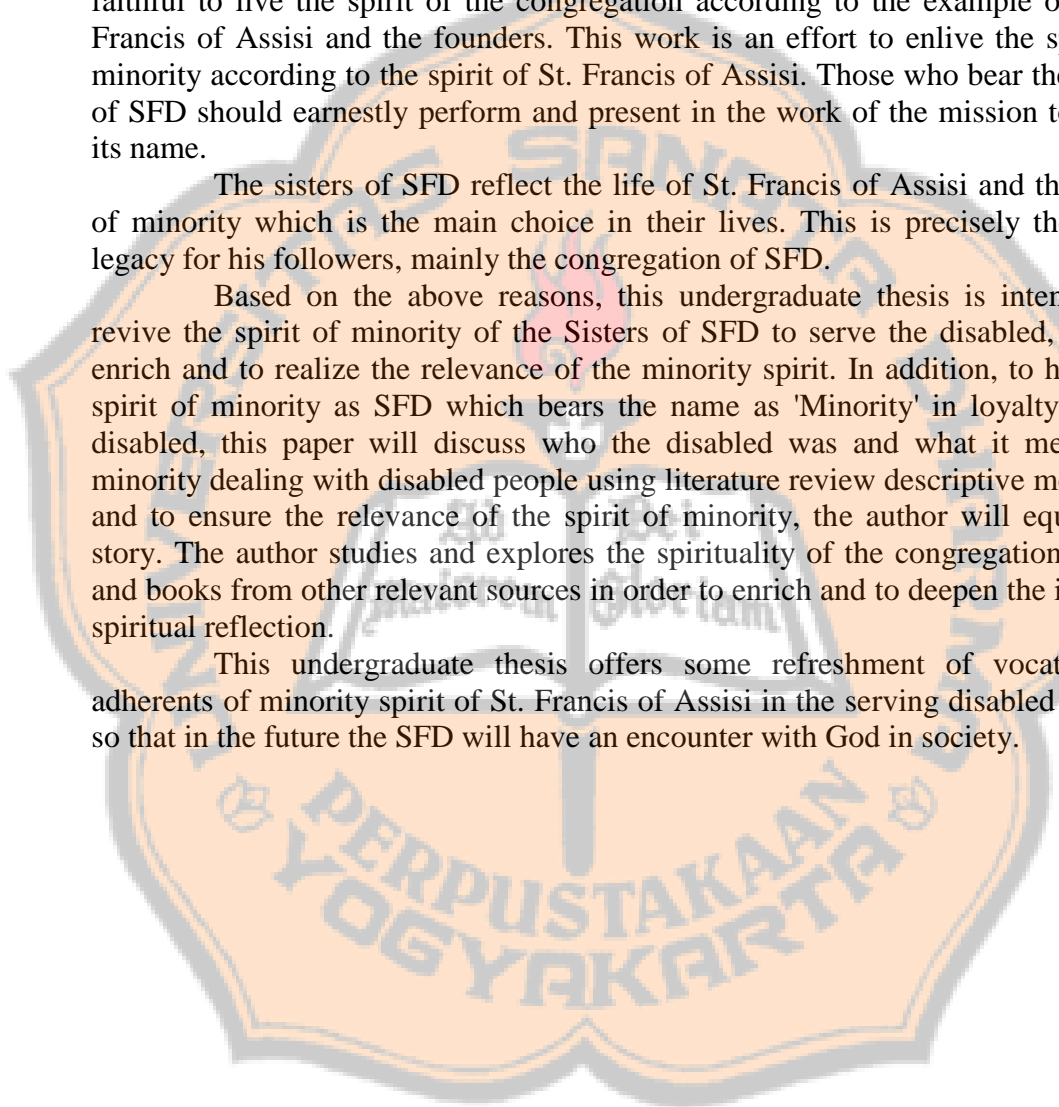 faithful to live the spirit of the congregation according to the example o
Francis of Assisi and the founders. This work is an effort to enlive the s
minority according to the spirit of St. Francis of Assisi. Those who bear the
of SFD should earnestly perform and present in the work of the mission t
its name.
The sisters of SFD reflect the life of St. Francis of Assisi and th
of minority which is the main choice in their lives. This is precisely th
legacy for his followers, mainly the congregation of SFD.
Based on the above reasons, this undergraduate thesis is inten
revive the spirit of minority of the Sisters of SFD to serve the disabled,
enrich and to realize the relevance of the minority spirit. In addition, to h
spirit of minority as SFD which bears the name as 'Minority' in loyalty
disabled, this paper will discuss who the disabled was and what it me
minority dealing with disabled people using literature review descriptive m
and to ensure the relevance of the spirit of minority, the author will equ
story. The author studies and explores the spirituality of the congregation
and books from other relevant sources in order to enrich and to deepen the i
spiritual reflection.
This undergraduate thesis offers some refreshment of vocat
adherents of minority spirit of St. Francis of Assisi in the serving disabled
so that in the future the SFD will have an encounter with God in society.
UNIVERSITAS SANATA DHARMA
Ad Dei
Maiorem Gloriam
PERPUSTAKAAN
YOGYAKARTA